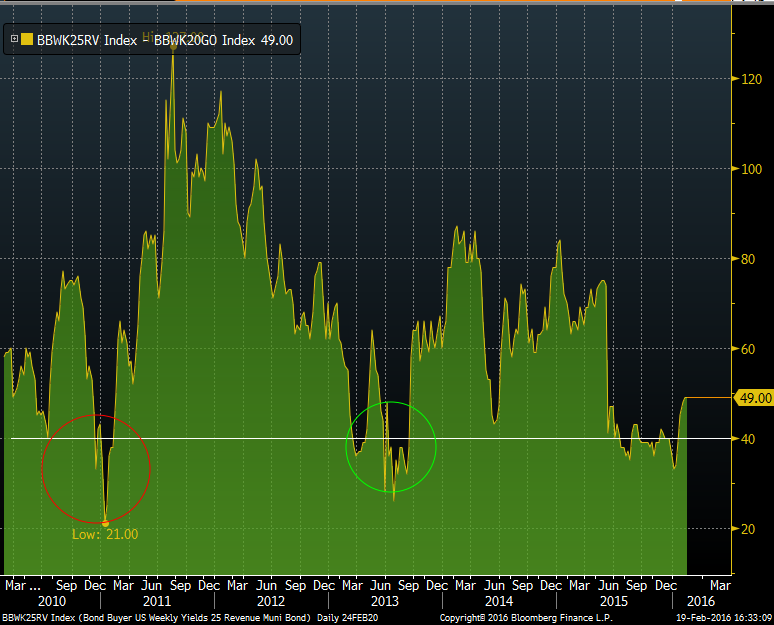 BBWK25RV Index - BBWK20GO Index 49.00
120
100
80
60
49.00
40
20
Low: 21.00
Mar ... Sep Dec Mar Jun Sep Dec Mar Jun Sep Dec Mar Jun Sep Dec Mar Jun Sep Dec Mar Jun Sep Dec Mar
2010 2011 2012 2013 2014 2015 2016
BBWK25RV Index (Bond Buyer US Weekly Yields 25 Revenue Muni Bond) Daily 24FEB20 Copyright© 2016 Bloomberg Finance L.P. 19-Feb-2016 16:33:09